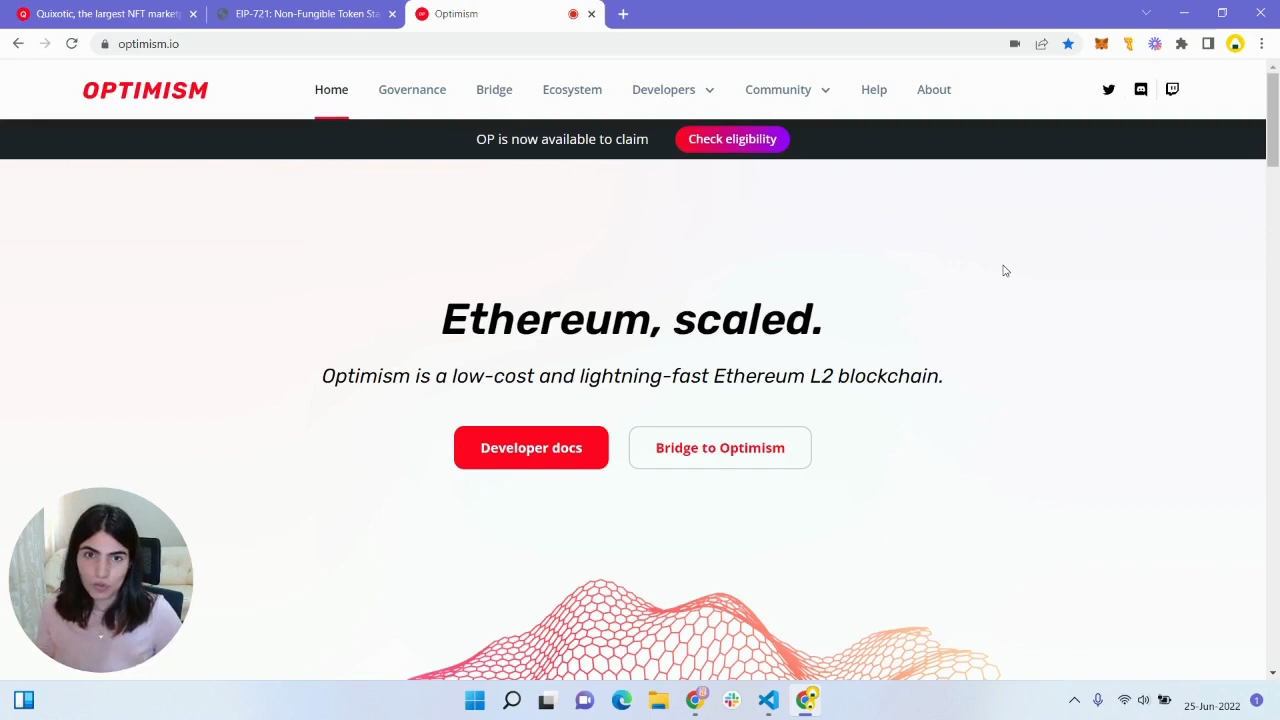 Quixotic, the largest NFT market
EIP-721: Non-Fungible Token Sta
Optimism
optimism.io
OPTIMISM
Home
Governance
Bridge
Ecosystem
Developers
Community
Help
About
OP is now available to claim
Check eligibility
Ethereum, scaled.
Optimism is a low-cost and lightning-fast Ethereum L2 blockchain.
Developer docs
Bridge to Optimism
25-Jun-2022
1